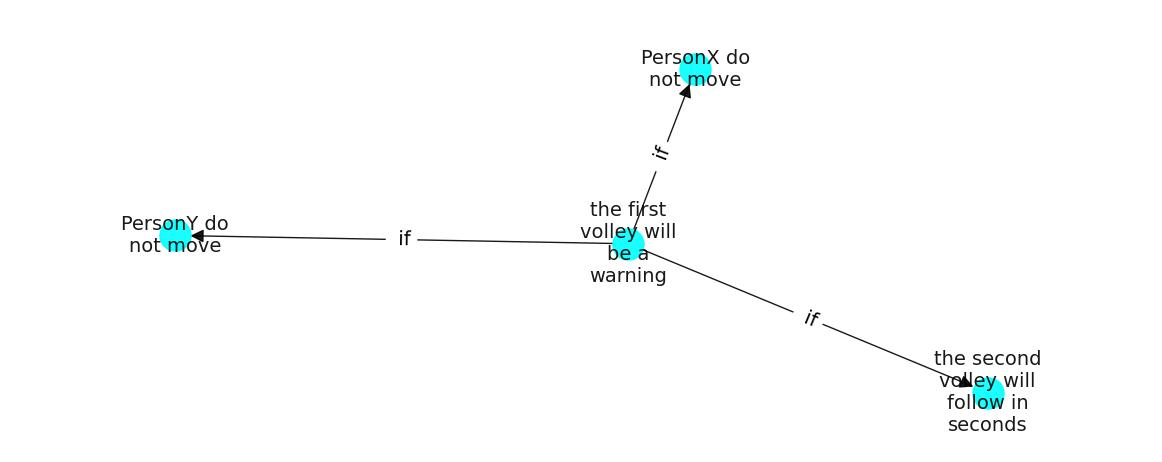 PersonX do
not move
if
the first
volley will
be a
warning
PersonY do
not move
if
if
the second
volley will
follow in
seconds